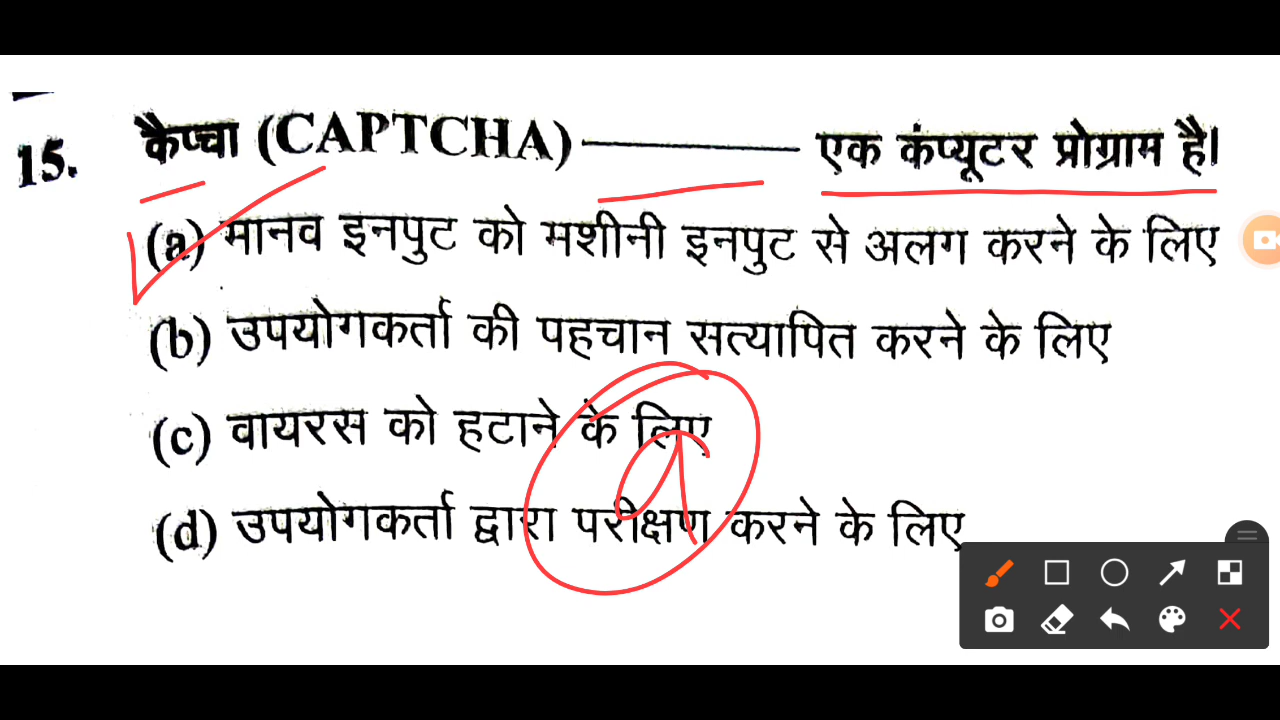 15. कैप्चा (CAPTCHA) ———— एक कंप्यूटर प्रोग्राम है।
(a) मानव इनपुट को मशीनी इनपुट से अलग करने के लिए
(b) उपयोगकर्ता की पहचान सत्यापित करने के लिए
(c) वायरस को हटाने के लिए
(d) उपयोगकर्ता द्वारा परीक्षण करने के लिए
a